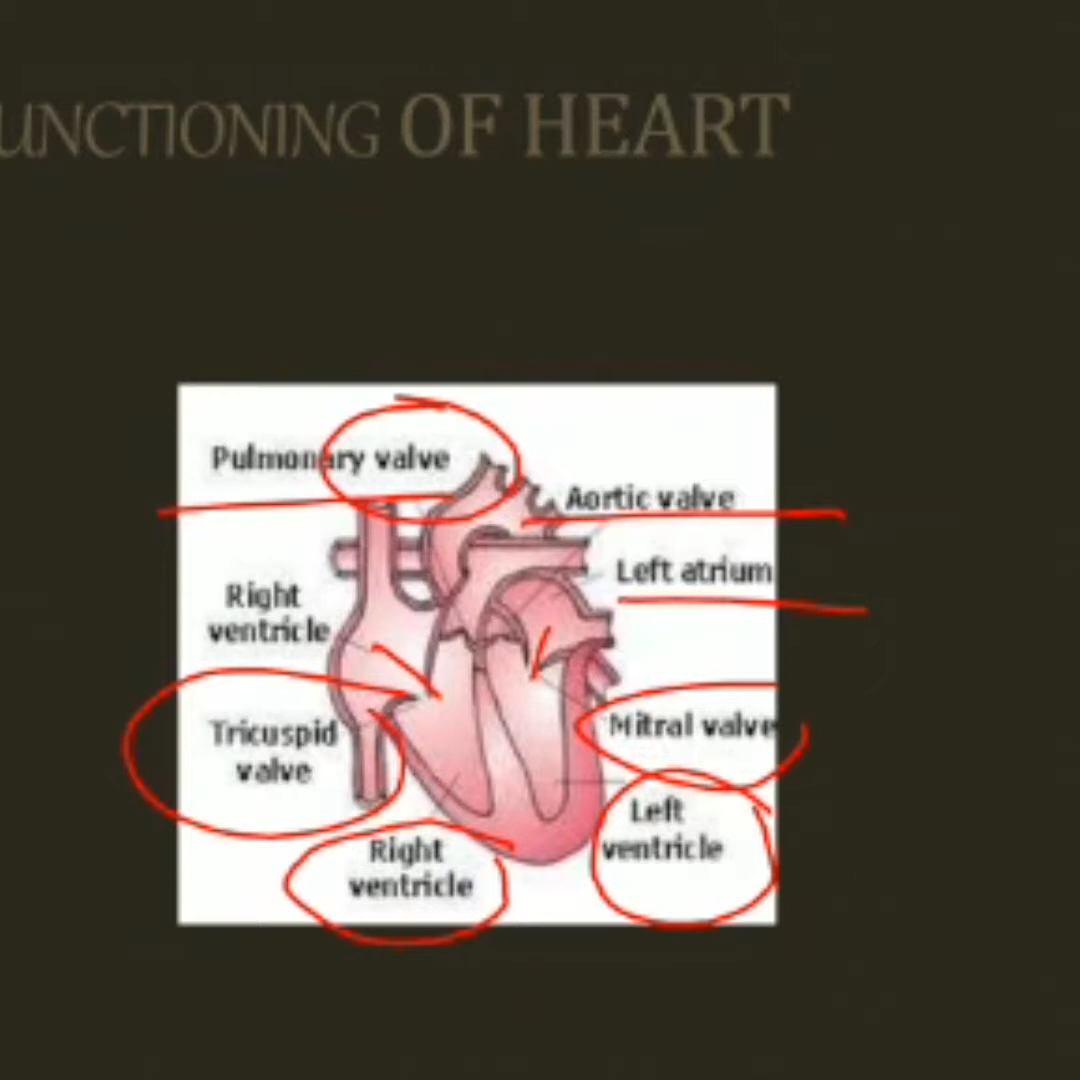 UNCTIONING OF HEART
Pulmonary valve
Aortic valve
Left atrium
Right
ventricle
Tricuspid
valve
Mitral valve
Left
ventricle
Right
ventricle